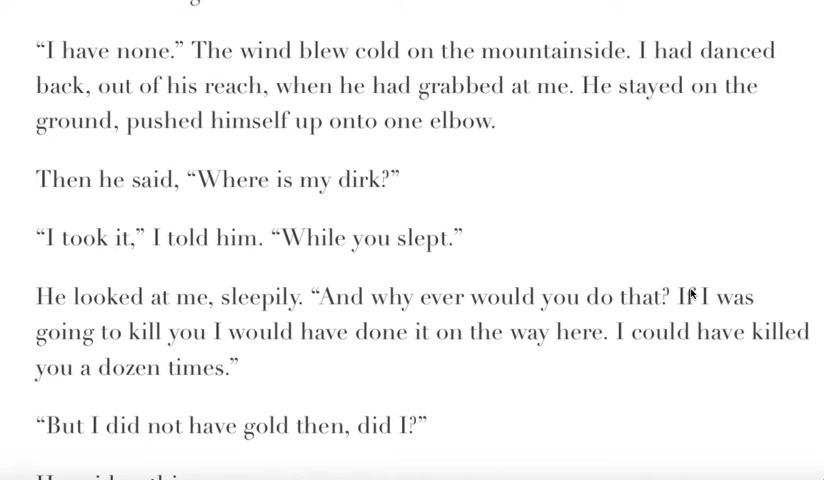 “I have none.” The wind blew cold on the mountainside. I had danced
back, out of his reach, when he had grabbed at me. He stayed on the
ground, pushed himself up onto one elbow.
Then he said, “Where is my dirk?”
“I took it,” I told him. “While you slept.”
He looked at me, sleepily. “And why ever would you do that? If I was
going to kill you I would have done it on the way here. I could have killed
you a dozen times.”
“But I did not have gold then, did I?”